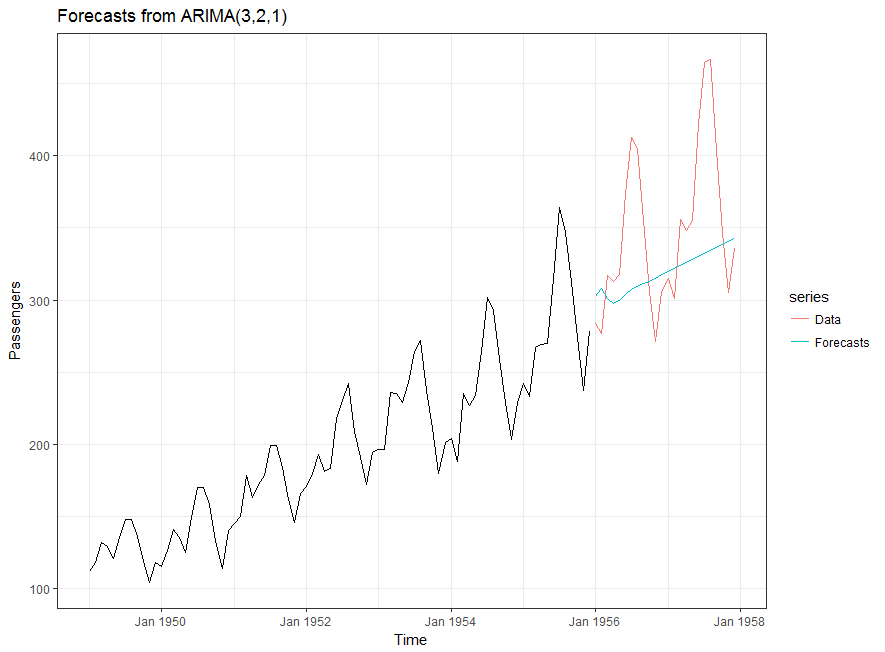 Forecasts from ARIMA(3,2,1)
Passengers
400
300
200
100
Jan 1950
Jan 1952
Jan 1954
Jan 1956
Jan 1958
Time
series
Data
Forecasts